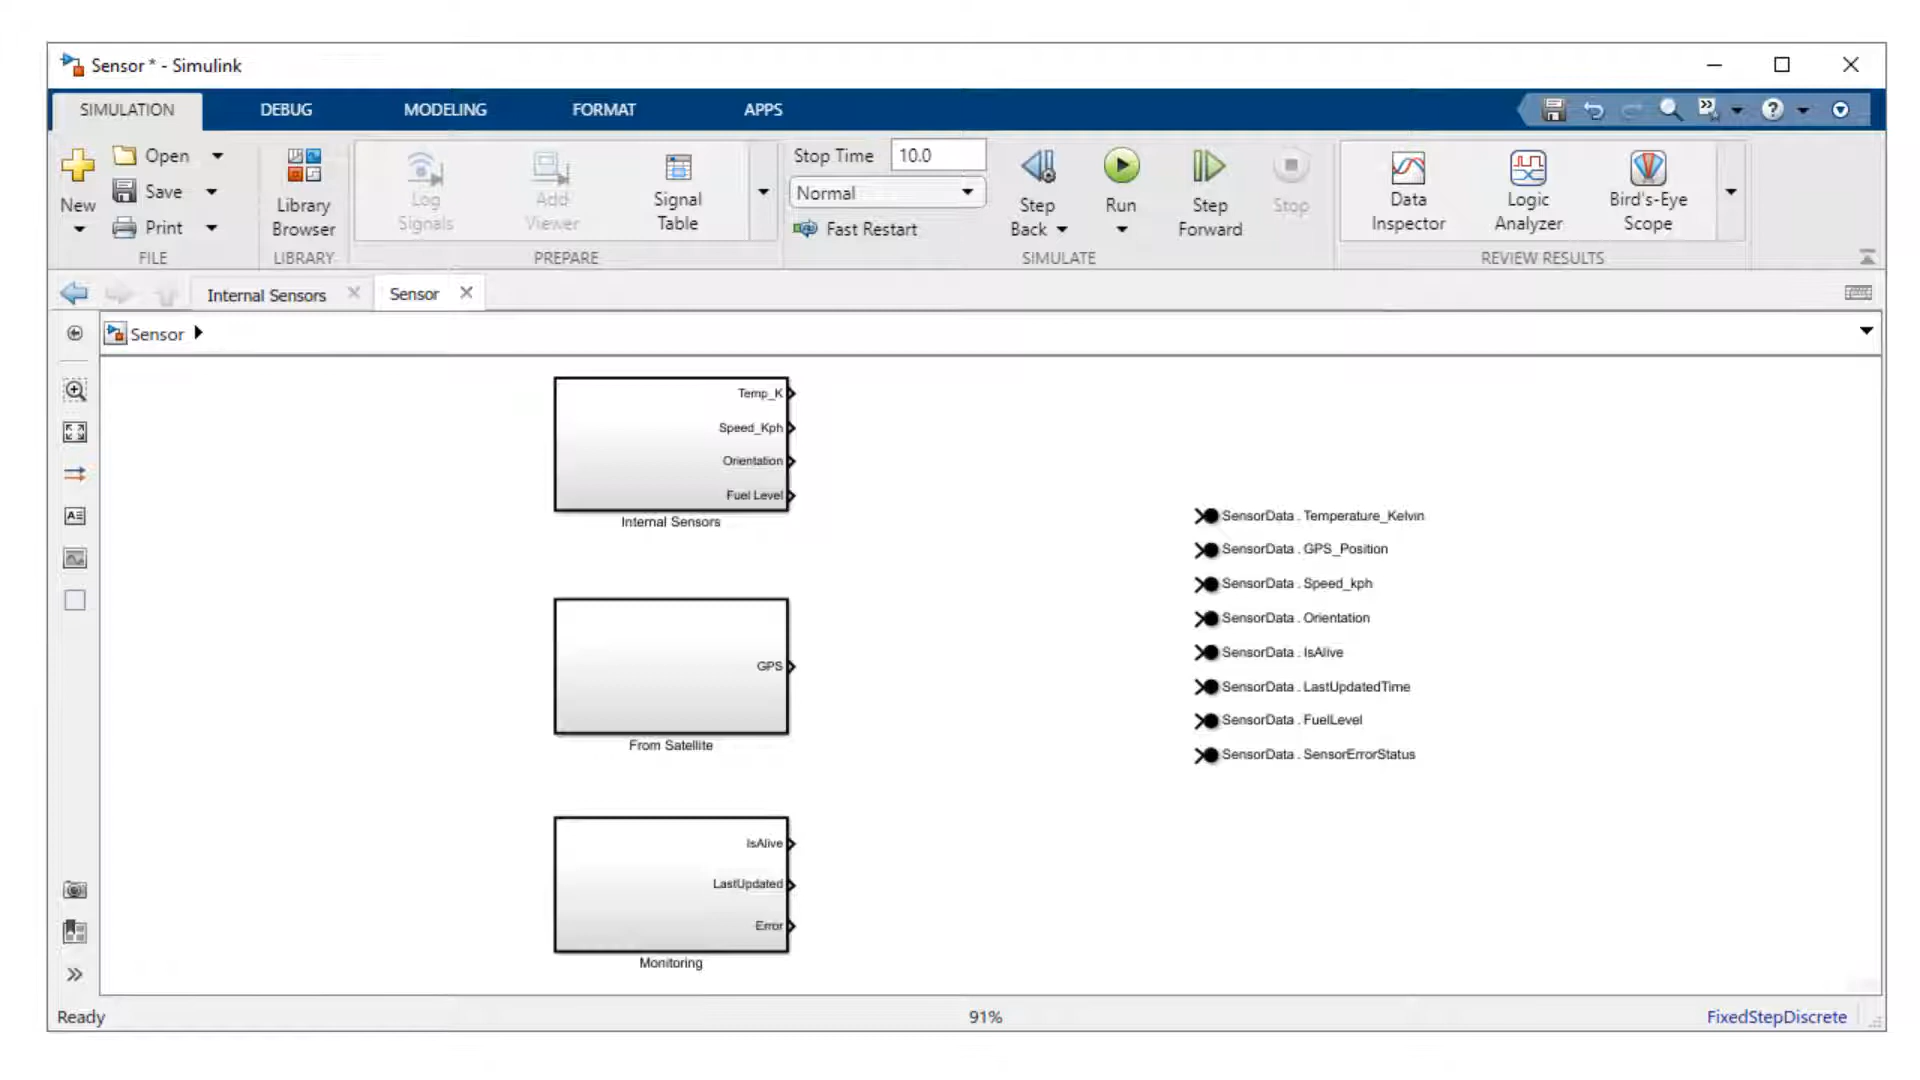 Sensor * - Simulink
SIMULATION DEBUG MODELING FORMAT APPS
New
Open
Save
Print
FILE
Library
Browser
LIBRARY
Log
Signals
Add
Viewer
Signal
Table
PREPARE
Stop Time 10.0
Normal
Fast Restart
Step
Back
Run
Step
Forward
Stop
SIMULATE
Data
Inspector
Logic
Analyzer
Bird's-Eye
Scope
REVIEW RESULTS
Internal Sensors
Sensor
Sensor
Temp_K
Speed_Kph
Orientation
Fuel Level
Internal Sensors
GPS
From Satellite
IsAlive
LastUpdated
Error
Monitoring
SensorData . Temperature_Kelvin
SensorData . GPS_Position
SensorData . Speed_kph
SensorData . Orientation
SensorData . IsAlive
SensorData . LastUpdatedTime
SensorData . FuelLevel
SensorData . SensorErrorStatus
Ready
91%
FixedStepDiscrete